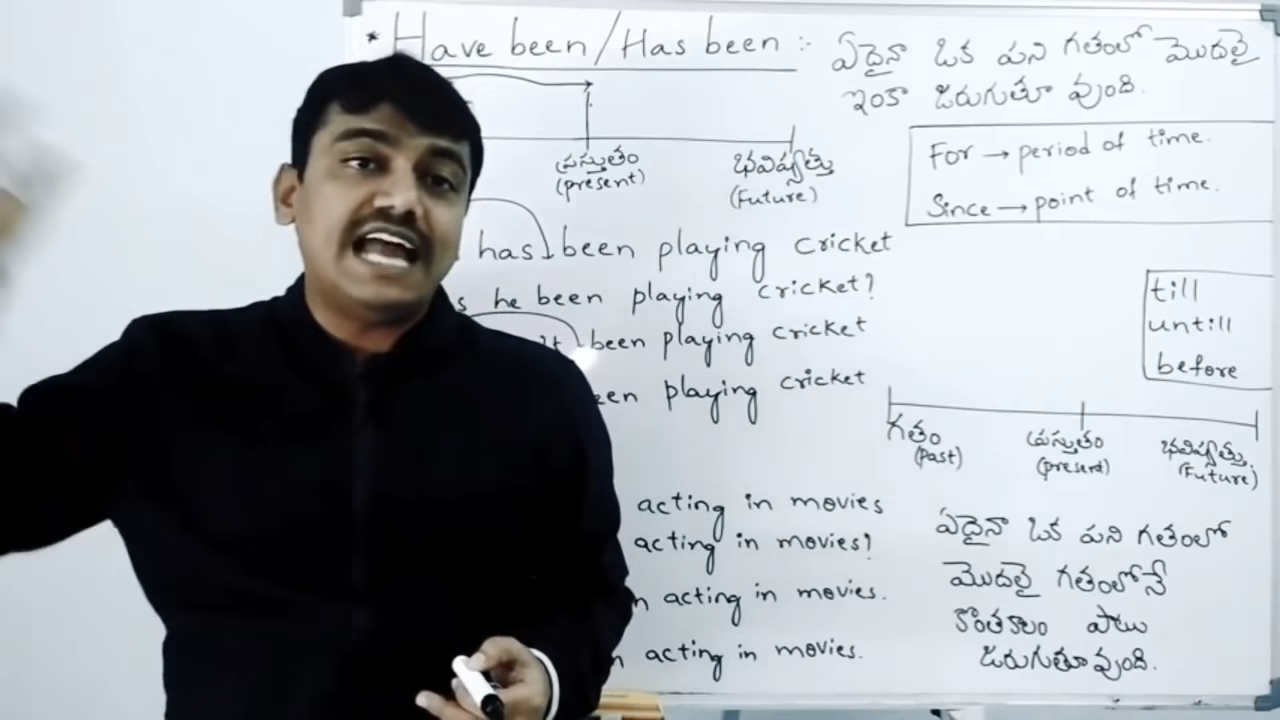 * Have been / Has been :- ఏదైనా ఒక పని గతంలో మొదలై
ఇంకా జరుగుతూ వుంది.
ప్రస్తుతం
(present)
భవిష్యత్తు
(Future)
For → period of time.
Since → point of time.
has been playing cricket
he been playing cricket?
been playing cricket
playing cricket
till
until
before
గతం
(Past)
ప్రస్తుతం
(present)
భవిష్యత్తు
(Future)
acting in movies
acting in movies?
acting in movies.
acting in movies.
ఏదైనా ఒక పని గతంలో
మొదలై గతంలోనే
కొంతకాలం పాటు
జరుగుతూ వుంది.